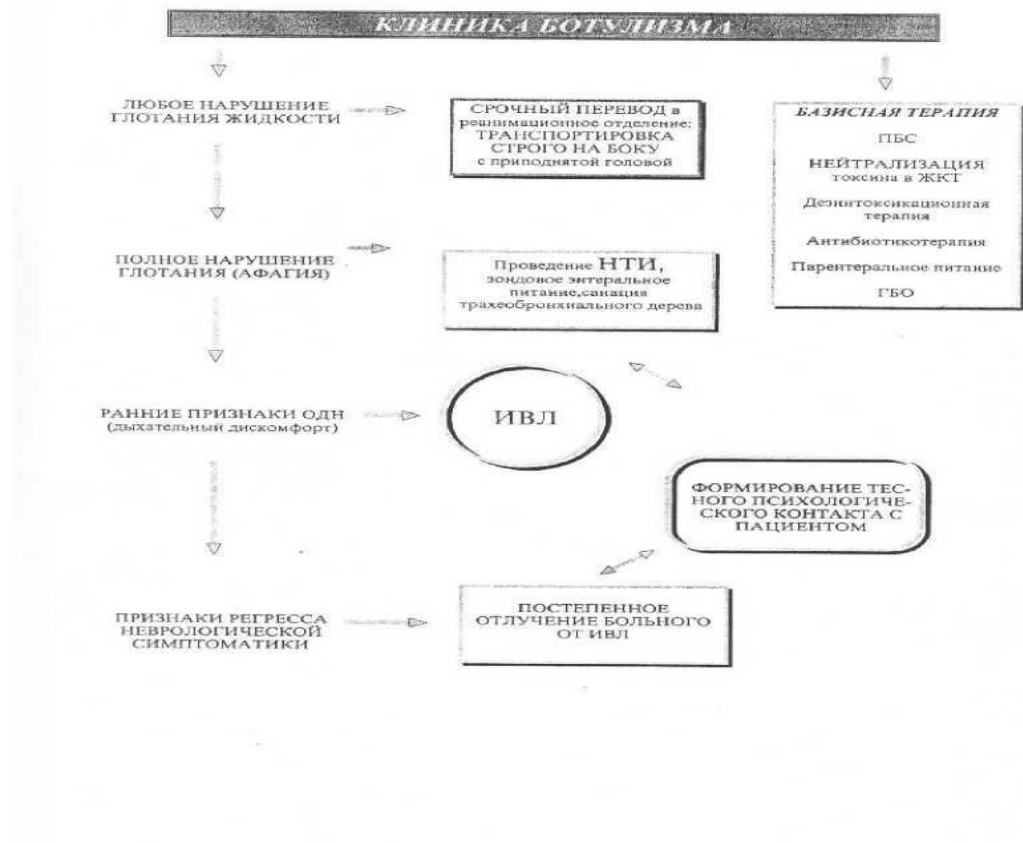 КЛИНИКА БОТУЛИЗМА
ЛЮБОЕ НАРУШЕНИЕ
ГЛОТАНИЯ ЖИДКОСТИ
СРОЧНЫЙ ПЕРЕВОД в
реанимационное отделение:
ТРАНСПОРТИРОВКА
СТРОГО НА БОКУ
с приподнятой головой
БАЗИСНАЯ ТЕРАПИЯ
ПБС
НЕЙТРАЛИЗАЦИЯ
токсина в ЖКТ
Дезинтоксикационная
терапия
Антибиотикотерапия
Парентеральное питание
ГБО
ПОЛНОЕ НАРУШЕНИЕ
ГЛОТАНИЯ (АФАГИЯ)
Проведение НТИ,
зондовое энтеральное
питание,санация
трахеобронхиального дерева
РАННИЕ ПРИЗНАКИ ОДН
(дыхательный дискомфорт)
ИВЛ
ФОРМИРОВАНИЕ ТЕС-
НОГО ПСИХОЛОГИЧЕ-
СКОГО КОНТАКТА С
ПАЦИЕНТОМ
ПРИЗНАКИ РЕГРЕССА
НЕВРОЛОГИЧЕСКОЙ
СИМПТОМАТИКИ
ПОСТЕПЕННОЕ
ОТЛУЧЕНИЕ БОЛЬНОГО
ОТ ИВЛ